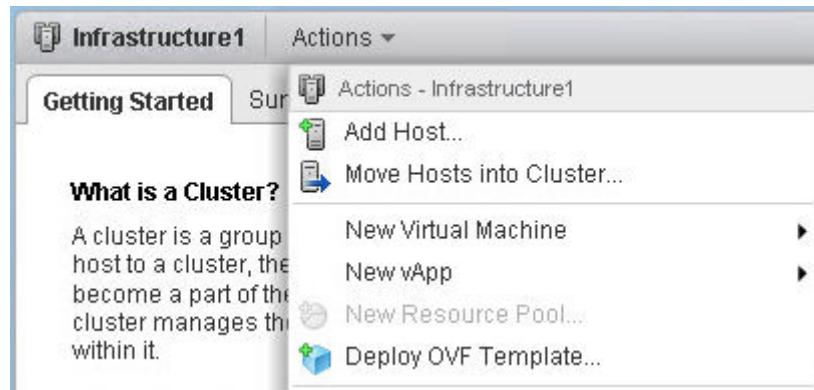 Infrastructure1 Actions
Getting Started Sur
Actions - Infrastructure1
Add Host...
Move Hosts into Cluster...
New Virtual Machine
New vApp
New Resource Pool...
Deploy OVF Template...
What is a Cluster?
A cluster is a group
host to a cluster, the
become a part of the
cluster manages the
within it.